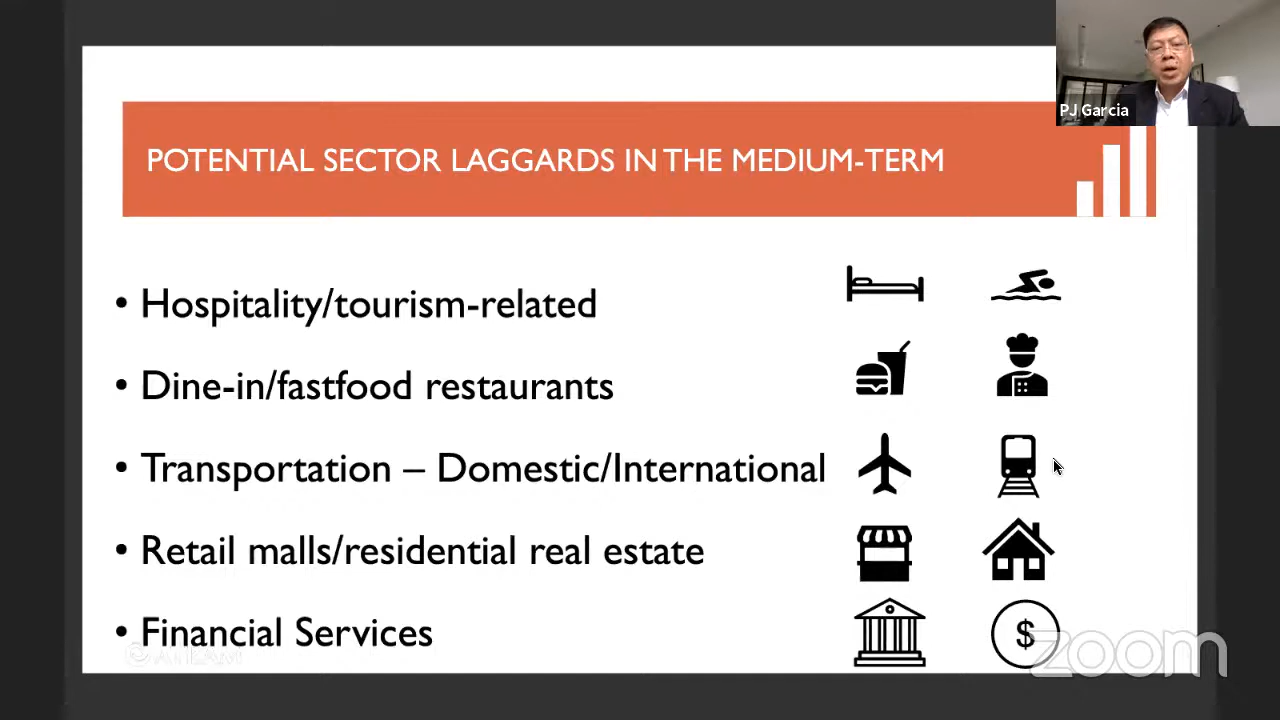 PJ Garcia
POTENTIAL SECTOR LAGGARDS IN THE MEDIUM-TERM
• Hospitality/tourism-related
• Dine-in/fastfood restaurants
• Transportation – Domestic/International
• Retail malls/residential real estate
• Financial Services
$
zoom